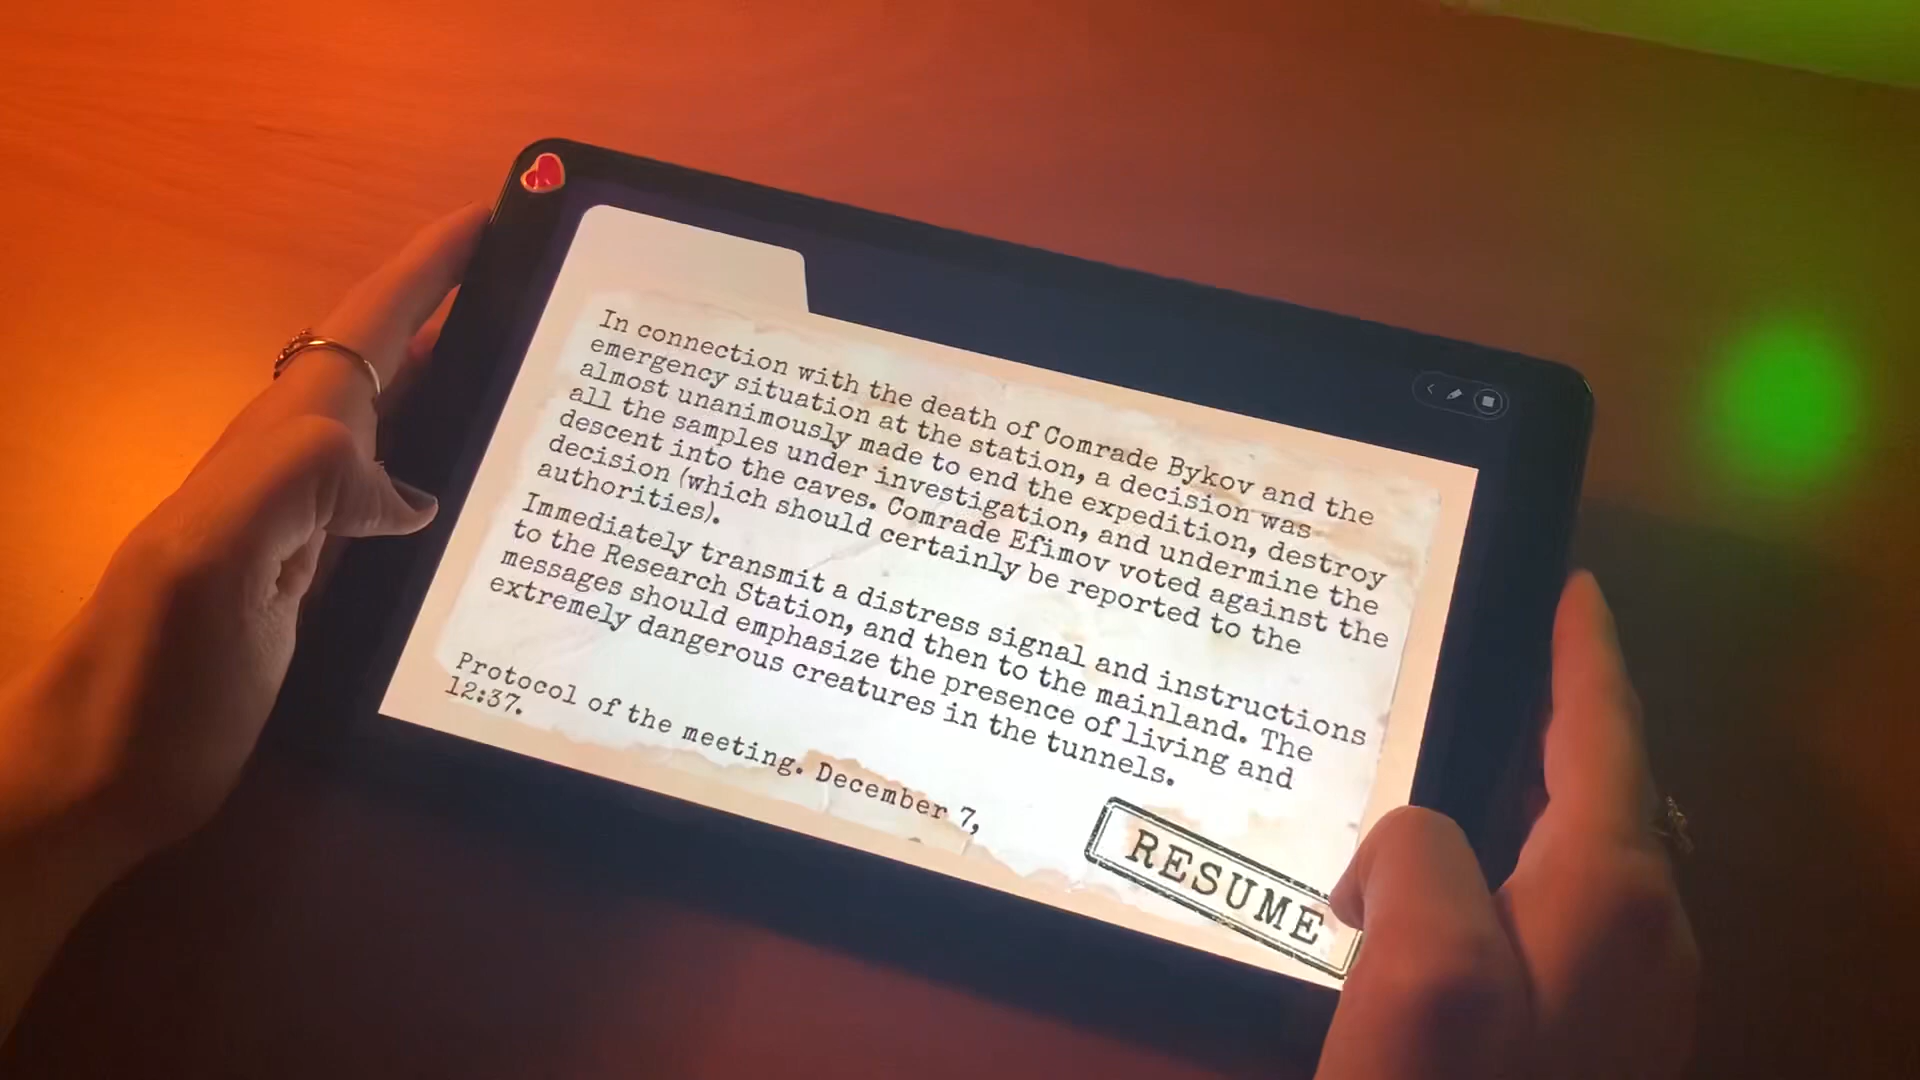 In connection with the death of Comrade Bykov and the
emergency situation at the station, a decision was
almost unanimously made to end the expedition, destroy
all the samples under investigation, and undermine the
descent into the caves. Comrade Efimov voted against the
decision (which should certainly be reported to the
authorities).
Immediately transmit a distress signal and instructions
to the Research Station, and then to the mainland. The
messages should emphasize the presence of living and
extremely dangerous creatures in the tunnels.
Protocol of the meeting. December 7,
12:37.
RESUME